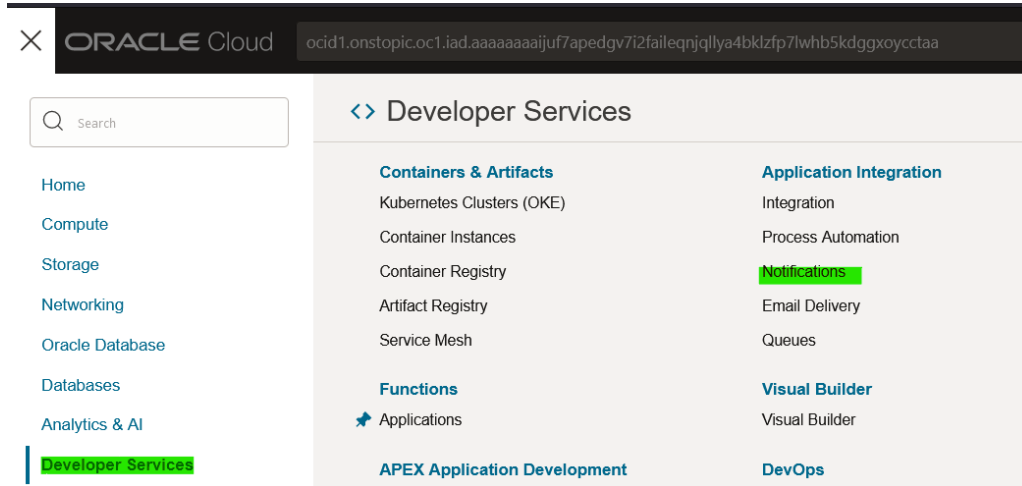 ORACLE Cloud
ocid1.onstopic.oc1.iad.aaaaaaaaijuf7apedgv7i2faileqnjqllya4bklzfp7lwhb5kdggxoycctaa
Search
Home
Compute
Storage
Networking
Oracle Database
Databases
Analytics & AI
Developer Services
Developer Services
Containers & Artifacts
Kubernetes Clusters (OKE)
Container Instances
Container Registry
Artifact Registry
Service Mesh
Functions
Applications
APEX Application Development
Application Integration
Integration
Process Automation
Notifications
Email Delivery
Queues
Visual Builder
Visual Builder
DevOps